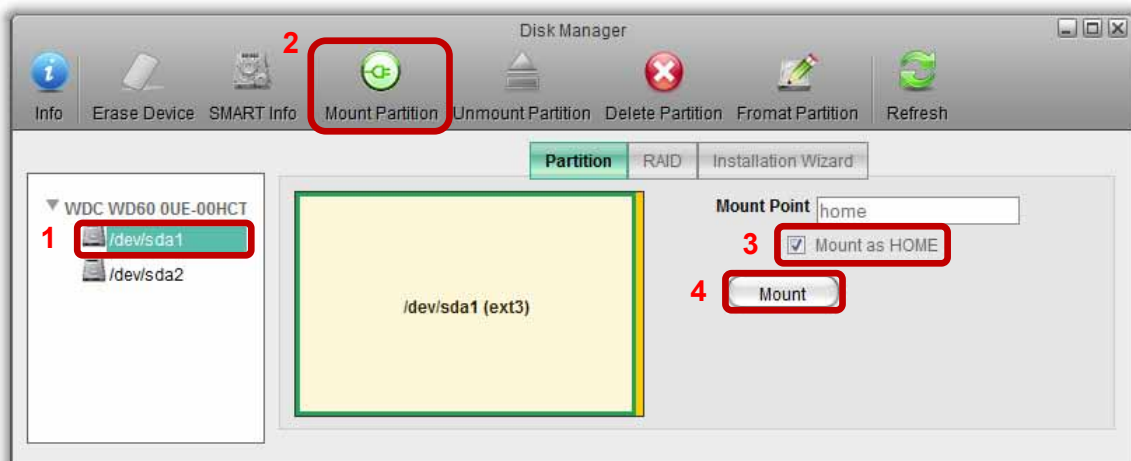 Disk Manager
2
Info Erase Device SMART Info Mount Partition Unmount Partition Delete Partition Fromat Partition Refresh
Partition RAID Installation Wizard
WDC WD60 0UE-00HCT
1 /dev/sda1
/dev/sda2
/dev/sda1 (ext3)
Mount Point home
3 Mount as HOME
4 Mount